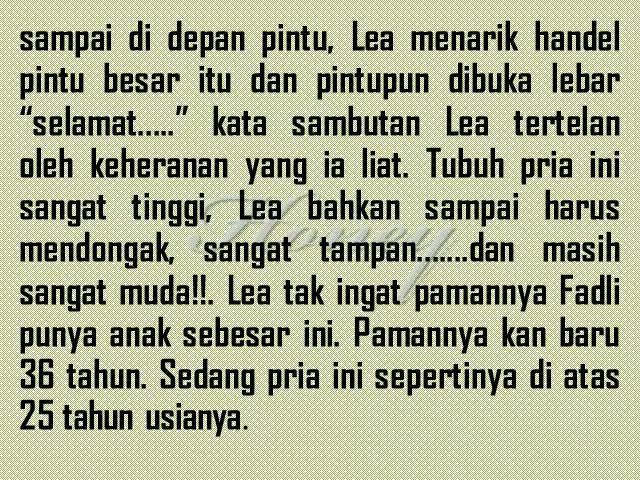 sampai di depan pintu, Lea menarik handel
pintu besar itu dan pintupun dibuka lebar
“selamat.....” kata sambutan Lea tertelan
oleh keheranan yang ia liat. Tubuh pria ini
sangat tinggi, Lea bahkan sampai harus
mendongak, sangat tampan.......dan masih
sangat muda!!. Lea tak ingat pamannya Fadli
punya anak sebesar ini. Pamannya kan baru
36 tahun. Sedang pria ini sepertinya di atas
25 tahun usianya.
Honey